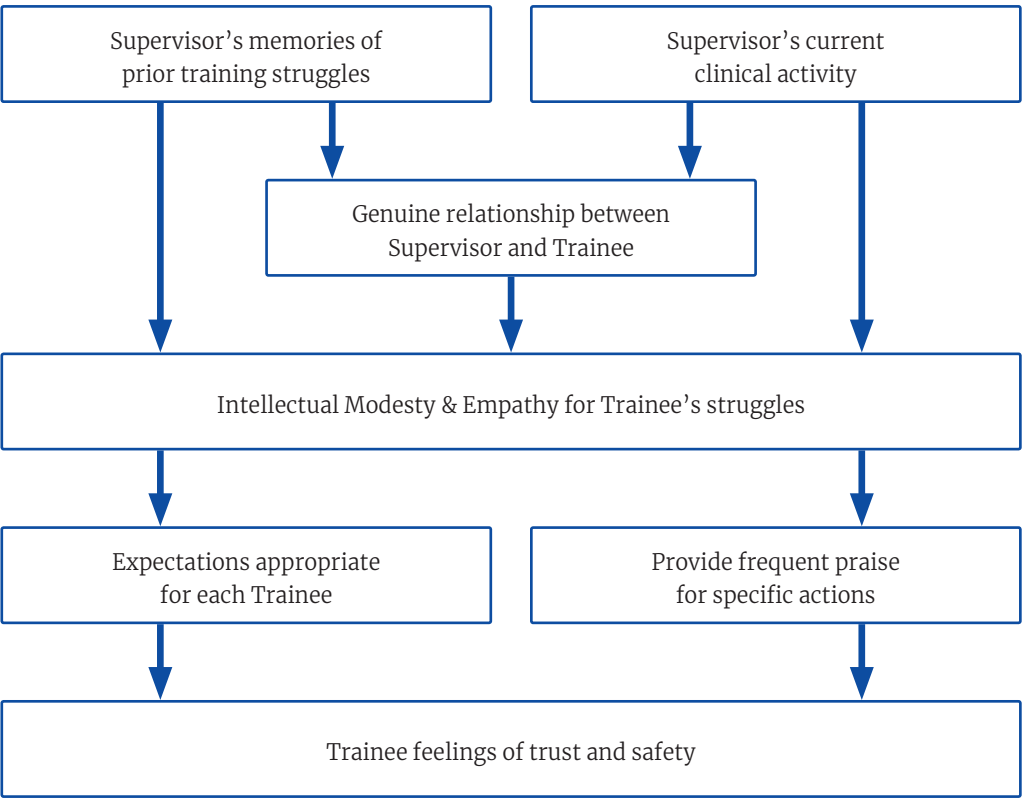 Supervisor’s memories of
prior training struggles
Supervisor’s current
clinical activity
Genuine relationship between
Supervisor and Trainee
Intellectual Modesty & Empathy for Trainee’s struggles
Expectations appropriate
for each Trainee
Provide frequent praise
for specific actions
Trainee feelings of trust and safety